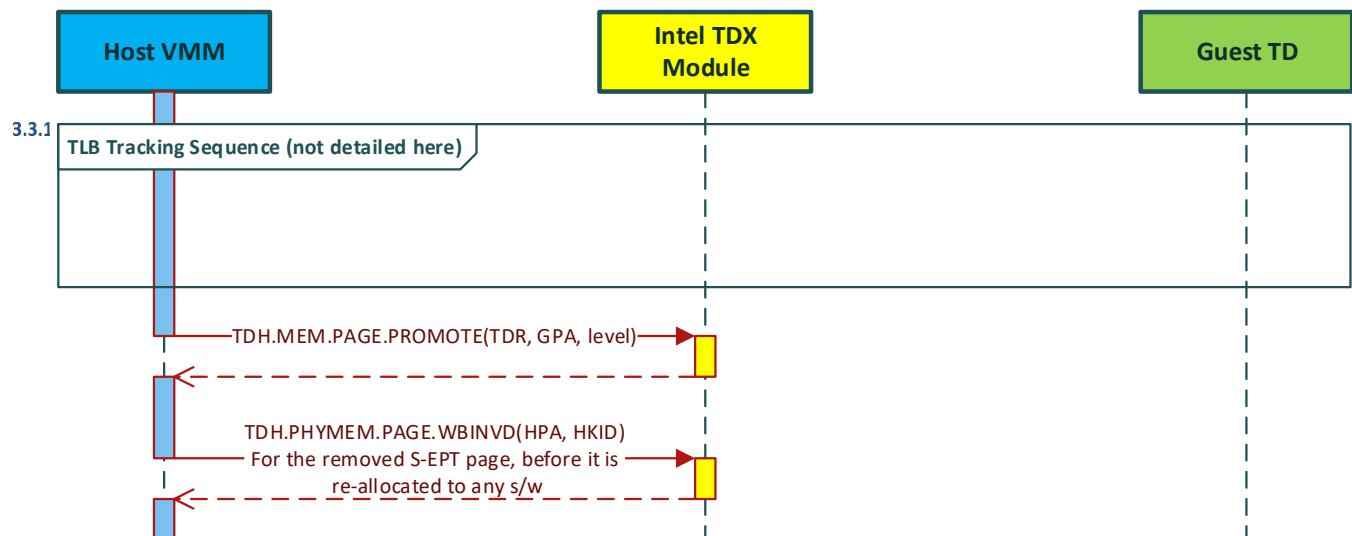 Host VMM
Intel TDX
Module
Guest TD
3.3.1
TLB Tracking Sequence (not detailed here)
TDH.MEM.PAGE.PROMOTE(TDR, GPA, level)
TDH.PHYMEM.PAGE.WBINVD(HPA, HKID)
For the removed S-EPT page, before it is
re-allocated to any s/w